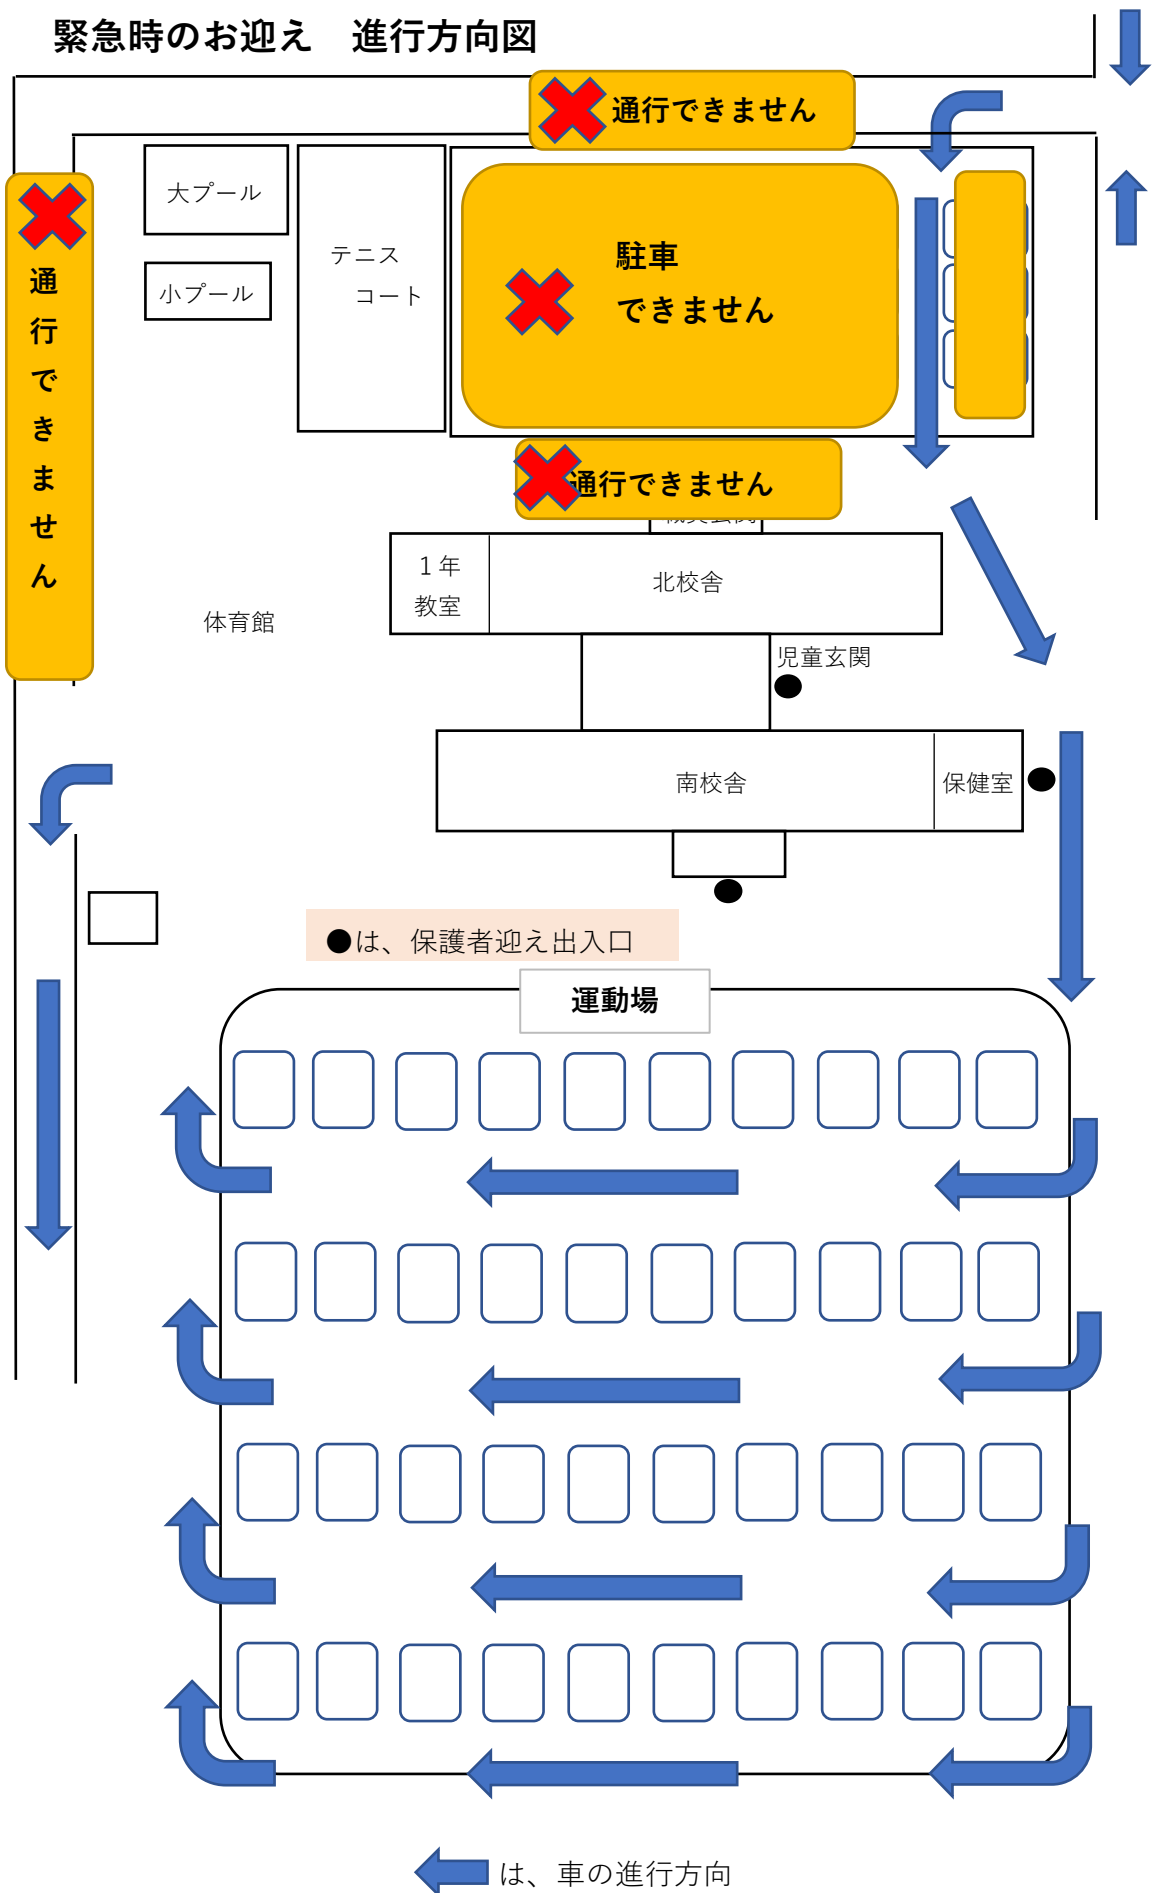 緊急時のお迎え　進行方向図
通行できません
大プール
テニス
コート
小プール
駐車
できません
通行できません
通行できません
１年
教室
北校舎
体育館
児童玄関
南校舎
保健室
●は、保護者迎え出入口
運動場
は、車の進行方向